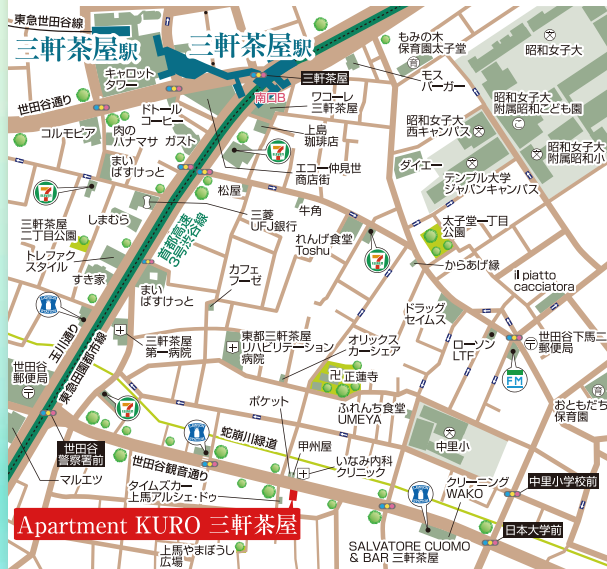 東急世田谷線
三軒茶屋駅
三軒茶屋駅
もみの木
保育園太子堂
昭和女子大
キャロット
タワー
三軒茶屋
モス
バーガー
世田谷通り
南口B
ワコーレ
三軒茶屋
昭和女子大
附属昭和こども園
ドトール
コーヒー
コルモピア
肉の
ハナマサ
ガスト
上島
珈琲店
昭和女子大
西キャンパス
昭和女子大
附属昭和小
まい
ばすけっと
エコー仲見世
商店街
ダイエー
テンプル大学
ジャパンキャンパス
松屋
しまむら
三菱
UFJ銀行
牛角
太子堂一丁目
公園
三軒茶屋
二丁目公園
首都高速
3号渋谷線
れんげ食堂
Toshu
トレファク
スタイル
からあげ縁
カフェ
フーゼ
il piatto
cacciatora
すき家
まい
ばすけっと
ドラッグ
セイムス
玉川通り
三軒茶屋
第一病院
東都三軒茶屋
リハビリテーション
病院
オリックス
カーシェア
ローソン
LTF
世田谷下馬三
郵便局
東急田園都市線
世田谷
郵便局
正蓮寺
FM
ポケット
ふれんち食堂
UMEYA
おともだち
保育園
蛇崩川緑道
世田谷
警察署前
甲州屋
中里小
世田谷観音通り
いなみ内科
クリニック
マルエツ
タイムズカー
上馬アルシェ・ドゥ
クリーニング
WAKO
中里小学校前
Apartment KURO 三軒茶屋
日本大学前
上馬やまぼうし
広場
SALVATORE CUOMO
& BAR 三軒茶屋